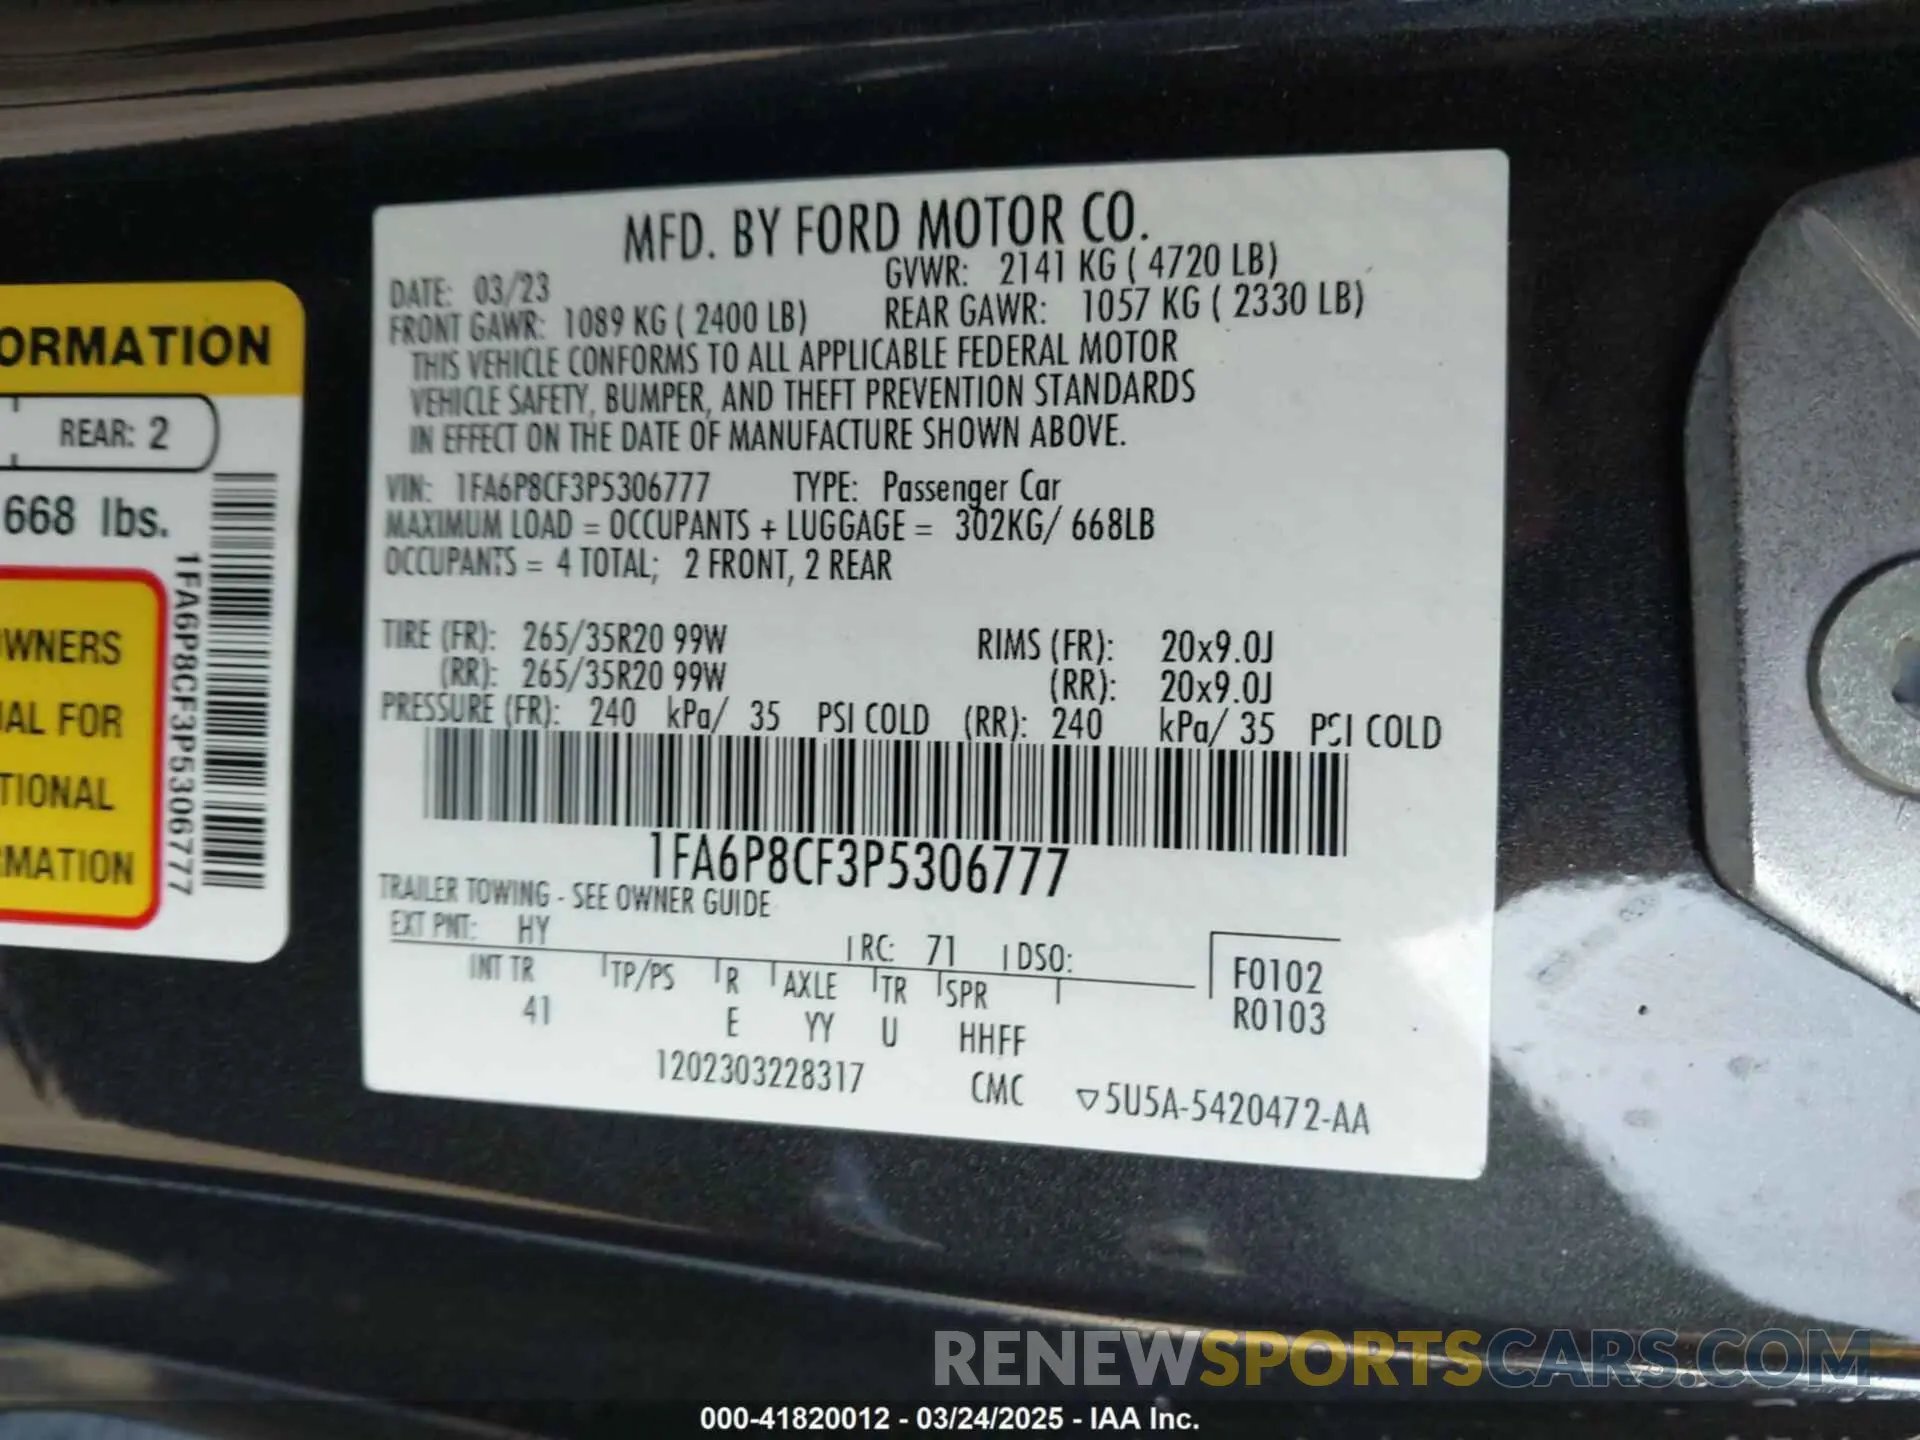 ORMATION
REAR: 2
668 lbs.
WNERS
AL FOR
TIONAL
MATION
1FA6P8CF3P5306777
MFD. BY FORD MOTOR CO.
DATE: 03/23 GVWR: 2141 KG ( 4720 LB)
FRONT GAWR: 1089 KG ( 2400 LB) REAR GAWR: 1057 KG ( 2330 LB)
THIS VEHICLE CONFORMS TO ALL APPLICABLE FEDERAL MOTOR
VEHICLE SAFETY, BUMPER, AND THEFT PREVENTION STANDARDS
IN EFFECT ON THE DATE OF MANUFACTURE SHOWN ABOVE.
VIN: 1FA6P8CF3P5306777 TYPE: Passenger Car
MAXIMUM LOAD = OCCUPANTS + LUGGAGE = 302KG/ 668LB
OCCUPANTS = 4 TOTAL; 2 FRONT, 2 REAR
TIRE (FR): 265/35R20 99W RIMS (FR): 20x9.0J
(RR): 265/35R20 99W (RR): 20x9.0J
PRESSURE (FR): 240 kPa/ 35 PSI COLD (RR): 240 kPa/ 35 PSI COLD
1FA6P8CF3P5306777
TRAILER TOWING - SEE OWNER GUIDE
EXT PNT: HY RC: 71 DSO:
INT TR TP/PS R AXLE TR SPR F0102
41 E YY U HHFF R0103
1202303228317 CMC 5U5A-5420472-AA
RENEWSPORTSCARS.COM
000-41820012 - 03/24/2025 - IAA Inc.